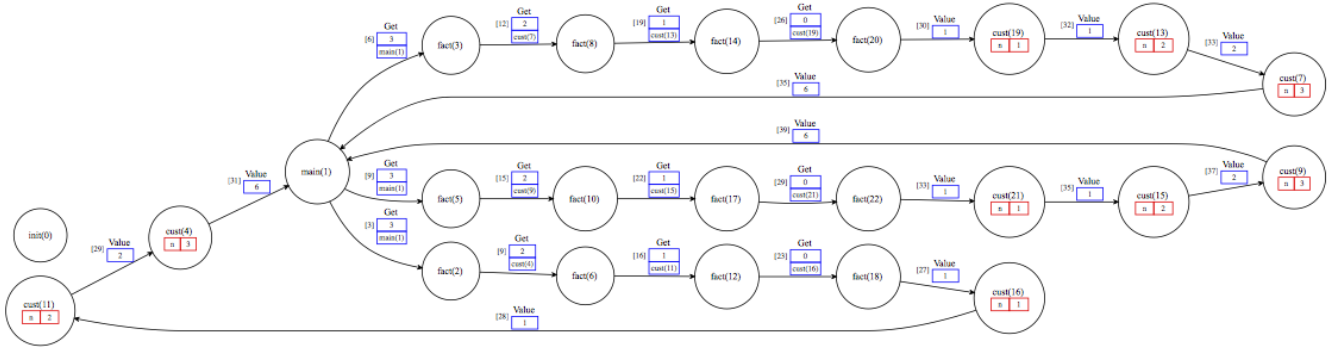 Get
[6] 3
main(1)
fact(3)
Get
[12] 2
cust(7)
fact(8)
Get
[19] 1
cust(13)
fact(14)
Get
[26] 0
cust(19)
fact(20)
Value
[30] 1
cust(19)
n 1
Value
[32] 1
cust(13)
n 2
Value
[33] 2
cust(7)
n 3
Value
[35] 6
Value
[39] 6
main(1)
Get
[9] 3
main(1)
fact(5)
Get
[15] 2
cust(9)
fact(10)
Get
[22] 1
cust(15)
fact(17)
Get
[29] 0
cust(21)
fact(22)
Value
[33] 1
cust(21)
n 1
Value
[35] 1
cust(15)
n 2
Value
[37] 2
cust(9)
n 3
Value
[31] 6
Get
[3] 3
main(1)
fact(2)
Get
[9] 2
cust(4)
fact(6)
Get
[16] 1
cust(11)
fact(12)
Get
[23] 0
cust(16)
fact(18)
Value
[27] 1
cust(16)
n 1
Value
[28] 1
init(0)
cust(4)
n 3
Value
[29] 2
cust(11)
n 2